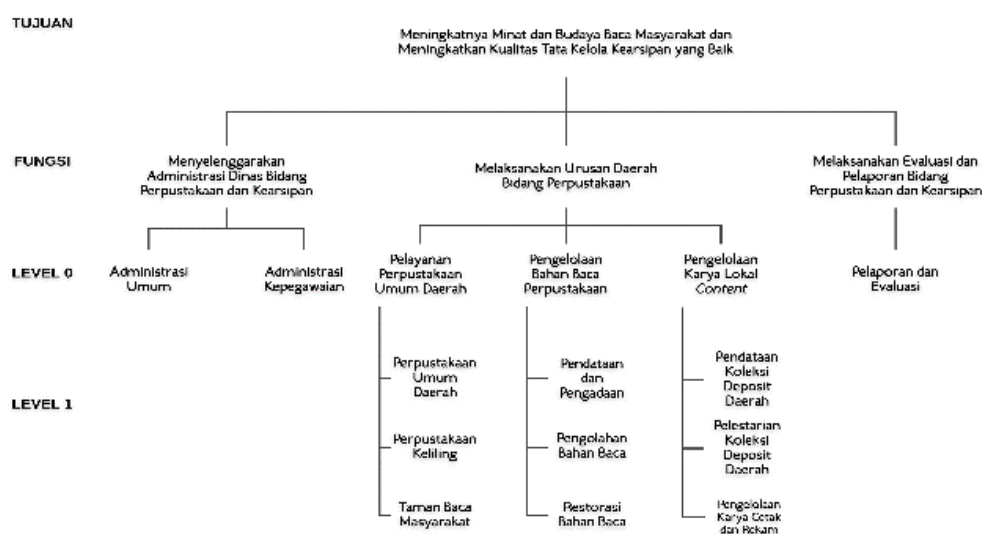 TUJUAN
Meningkatnya Minat dan Budaya Baca Masyarakat dan
Meningkatkan Kualitas Tata Kelola Kearsipan yang Baik
FUNGSI
Menyelenggarakan
Administrasi Dinas Bidang
Perpustakaan dan Kearsipan
Melaksanakan Urusan Daerah
Bidang Perpustakaan
Melaksanakan Evaluasi dan
Pelaporan Bidang
Perpustakaan dan Kearsipan
LEVEL 0
Administrasi
Umum
Administrasi
Kepegawaian
Pelayanan
Perpustakaan
Umum Daerah
Pengelolaan
Bahan Baca
Perpustakaan
Pengelolaan
Karya Lokal
Content
Pelaporan dan
Evaluasi
LEVEL 1
Perpustakaan
Umum
Daerah
Perpustakaan
Keliling
Taman Baca
Masyarakat
Pendataan
dan
Pengadaan
Pengolahan
Bahan Baca
Restorasi
Bahan Baca
Pendataan
Koleksi
Deposit
Daerah
Pelestarian
Koleksi
Deposit
Daerah
Pengelolaan
Karya Cetak
dan Rekam